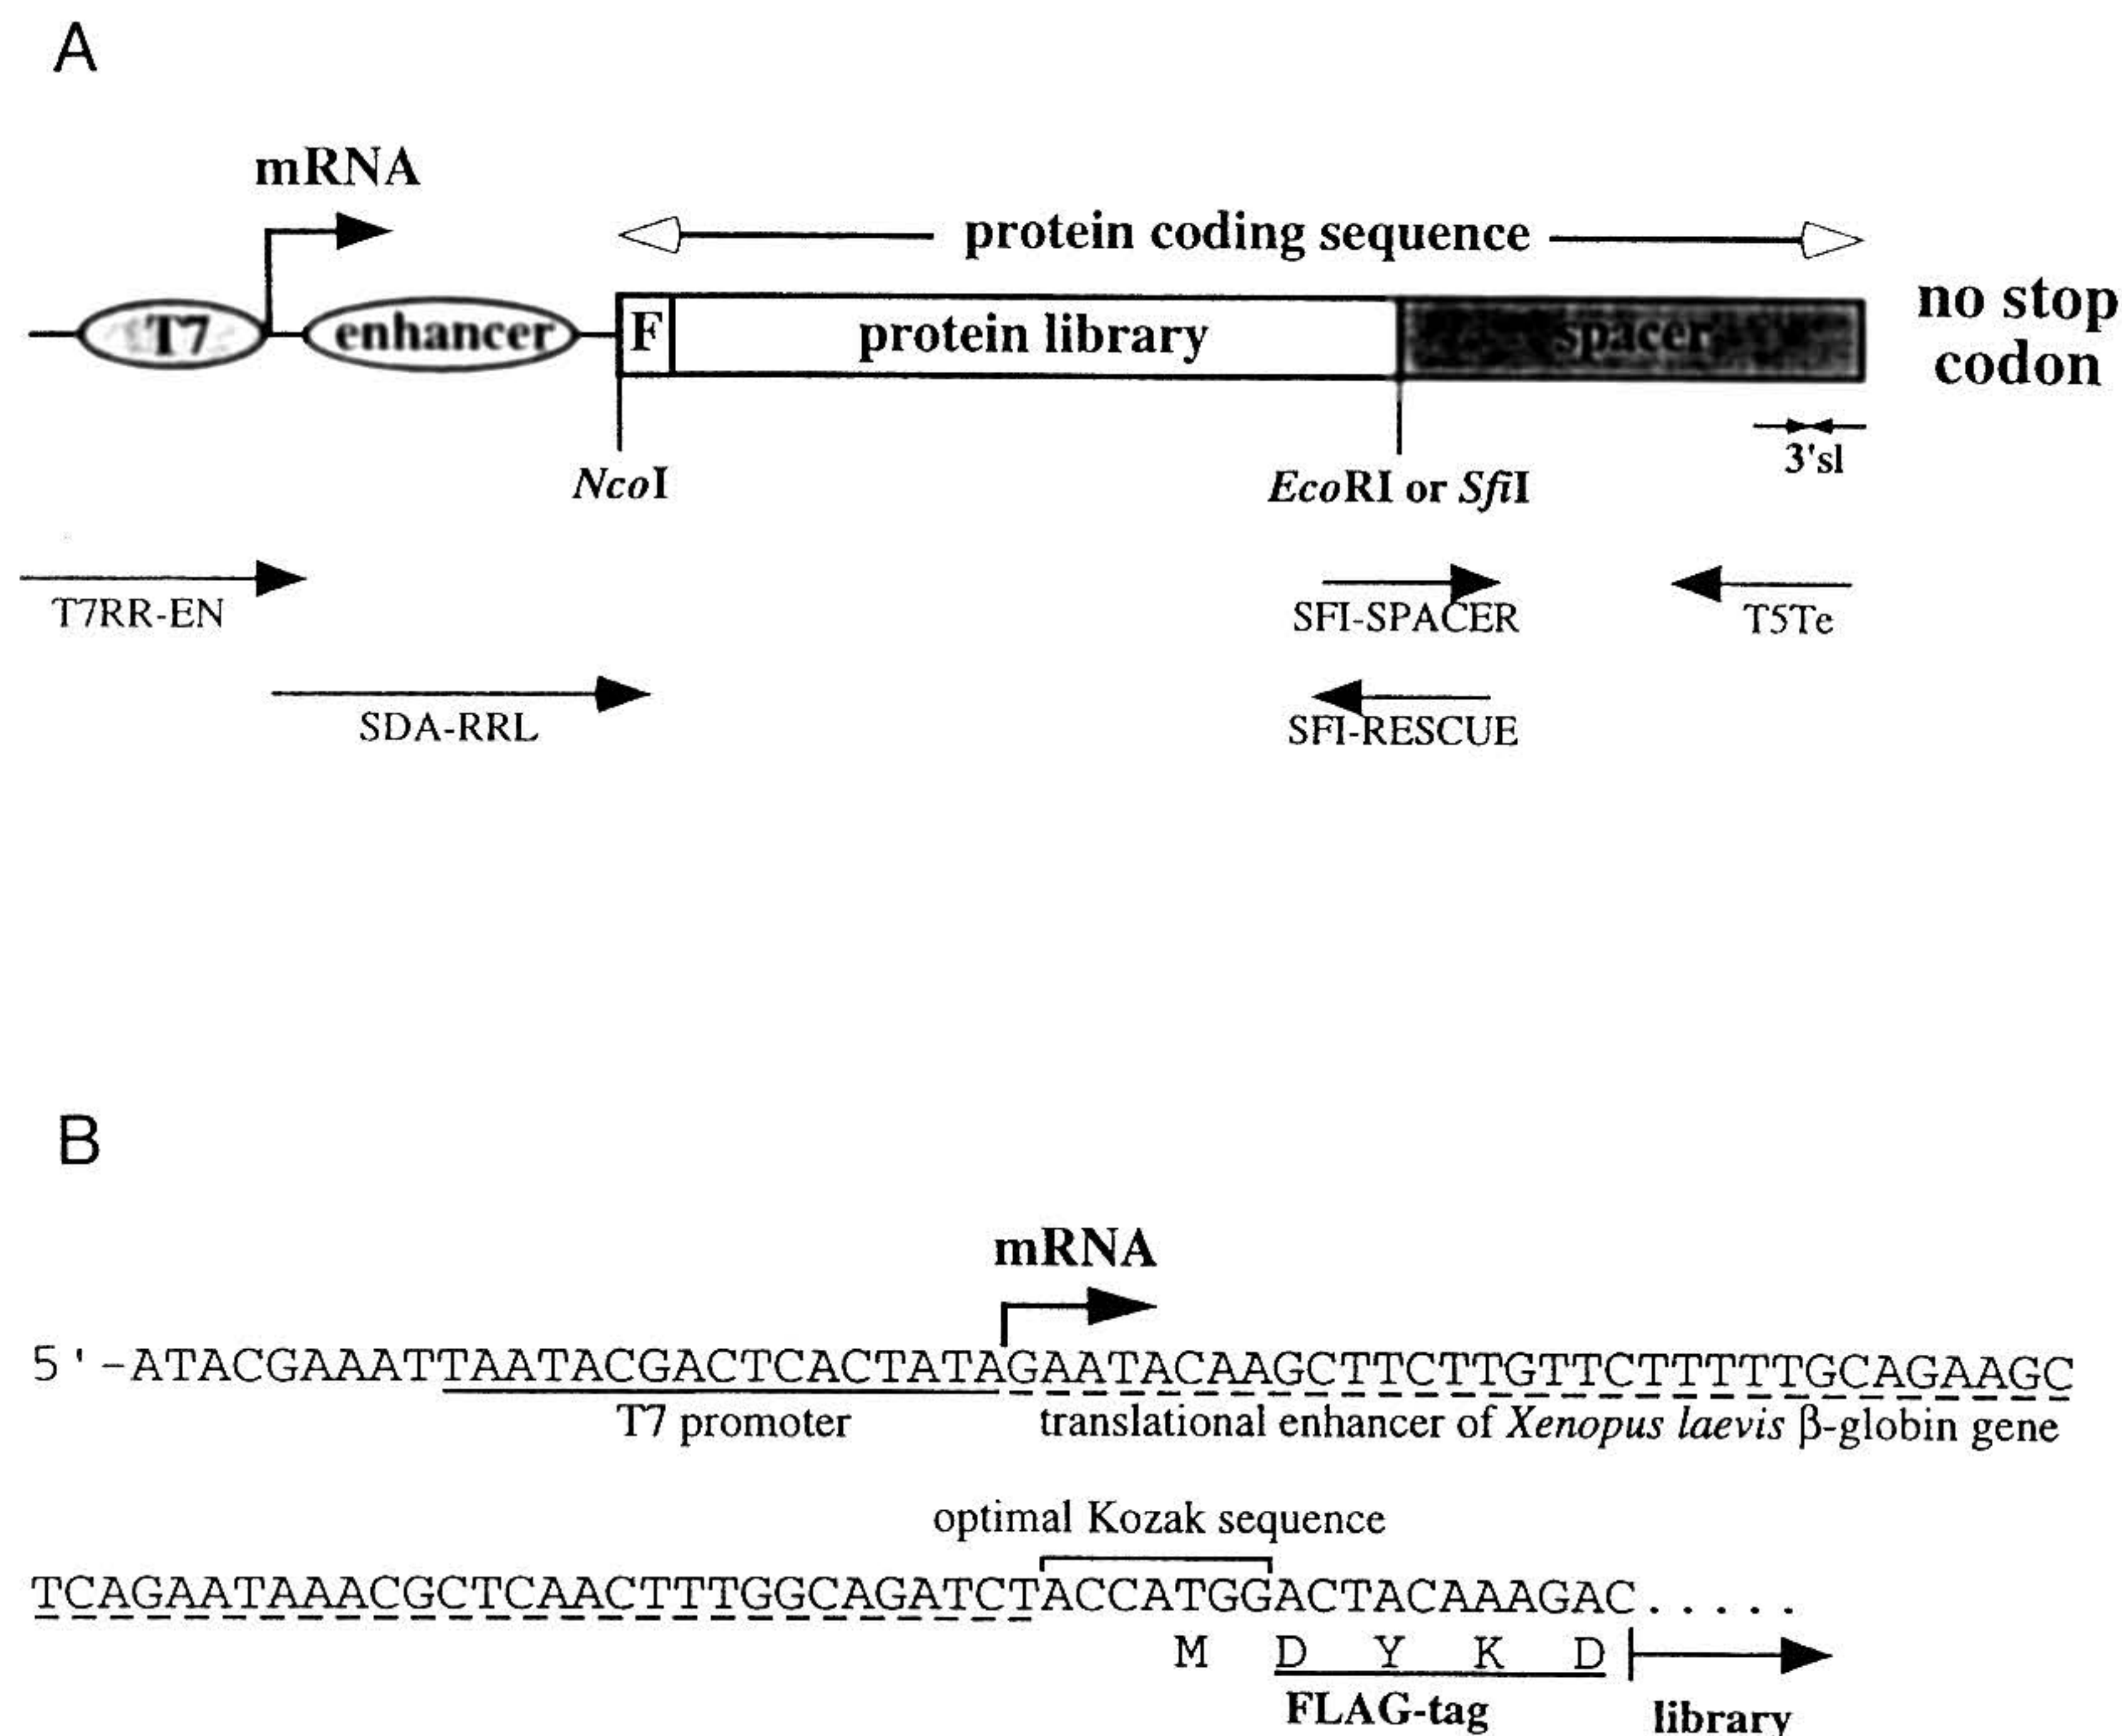 A
mRNA
protein coding sequence
T7 enhancer F protein library spacer
no stop
codon
3'sl
NcoI
EcoRI or SfiI
T7RR-EN
SFI-SPACER
T5Te
SDA-RRL
SFI-RESCUE
B
mRNA
5'-ATACGAAATTAATACGACTCACTATAGAATACAAGCTTCTTGTTCTTTTTGCAGAAGC
T7 promoter
translational enhancer of Xenopus laevis β-globin gene
optimal Kozak sequence
TCAGAATAAACGCTCAACTTTGGCAGATCTACCATGGACTACAAAGAC.....
M D Y K D
FLAG-tag
library